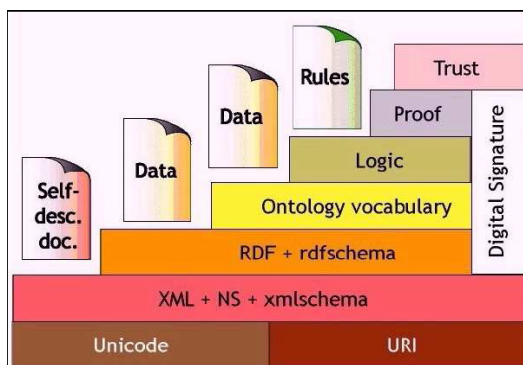 Rules
Trust
Data
Proof
Data
Logic
Self-
desc.
doc.
Ontology vocabulary
Digital Signature
RDF + rdfschema
XML + NS + xmlschema
Unicode
URI